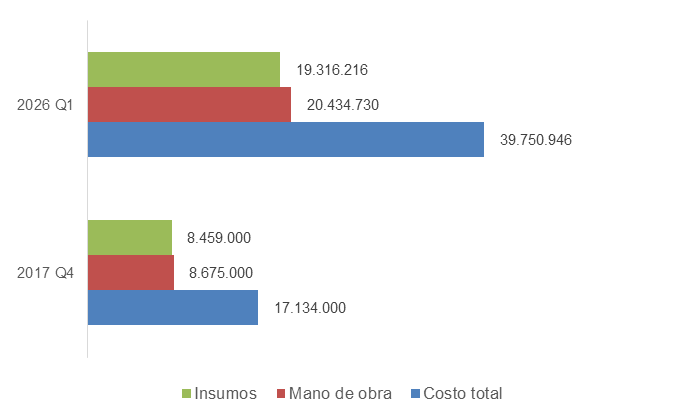 19.316.216
2026 Q1
20.434.730
39.750.946
8.459.000
2017 Q4
8.675.000
17.134.000
Insumos
Mano de obra
Costo total